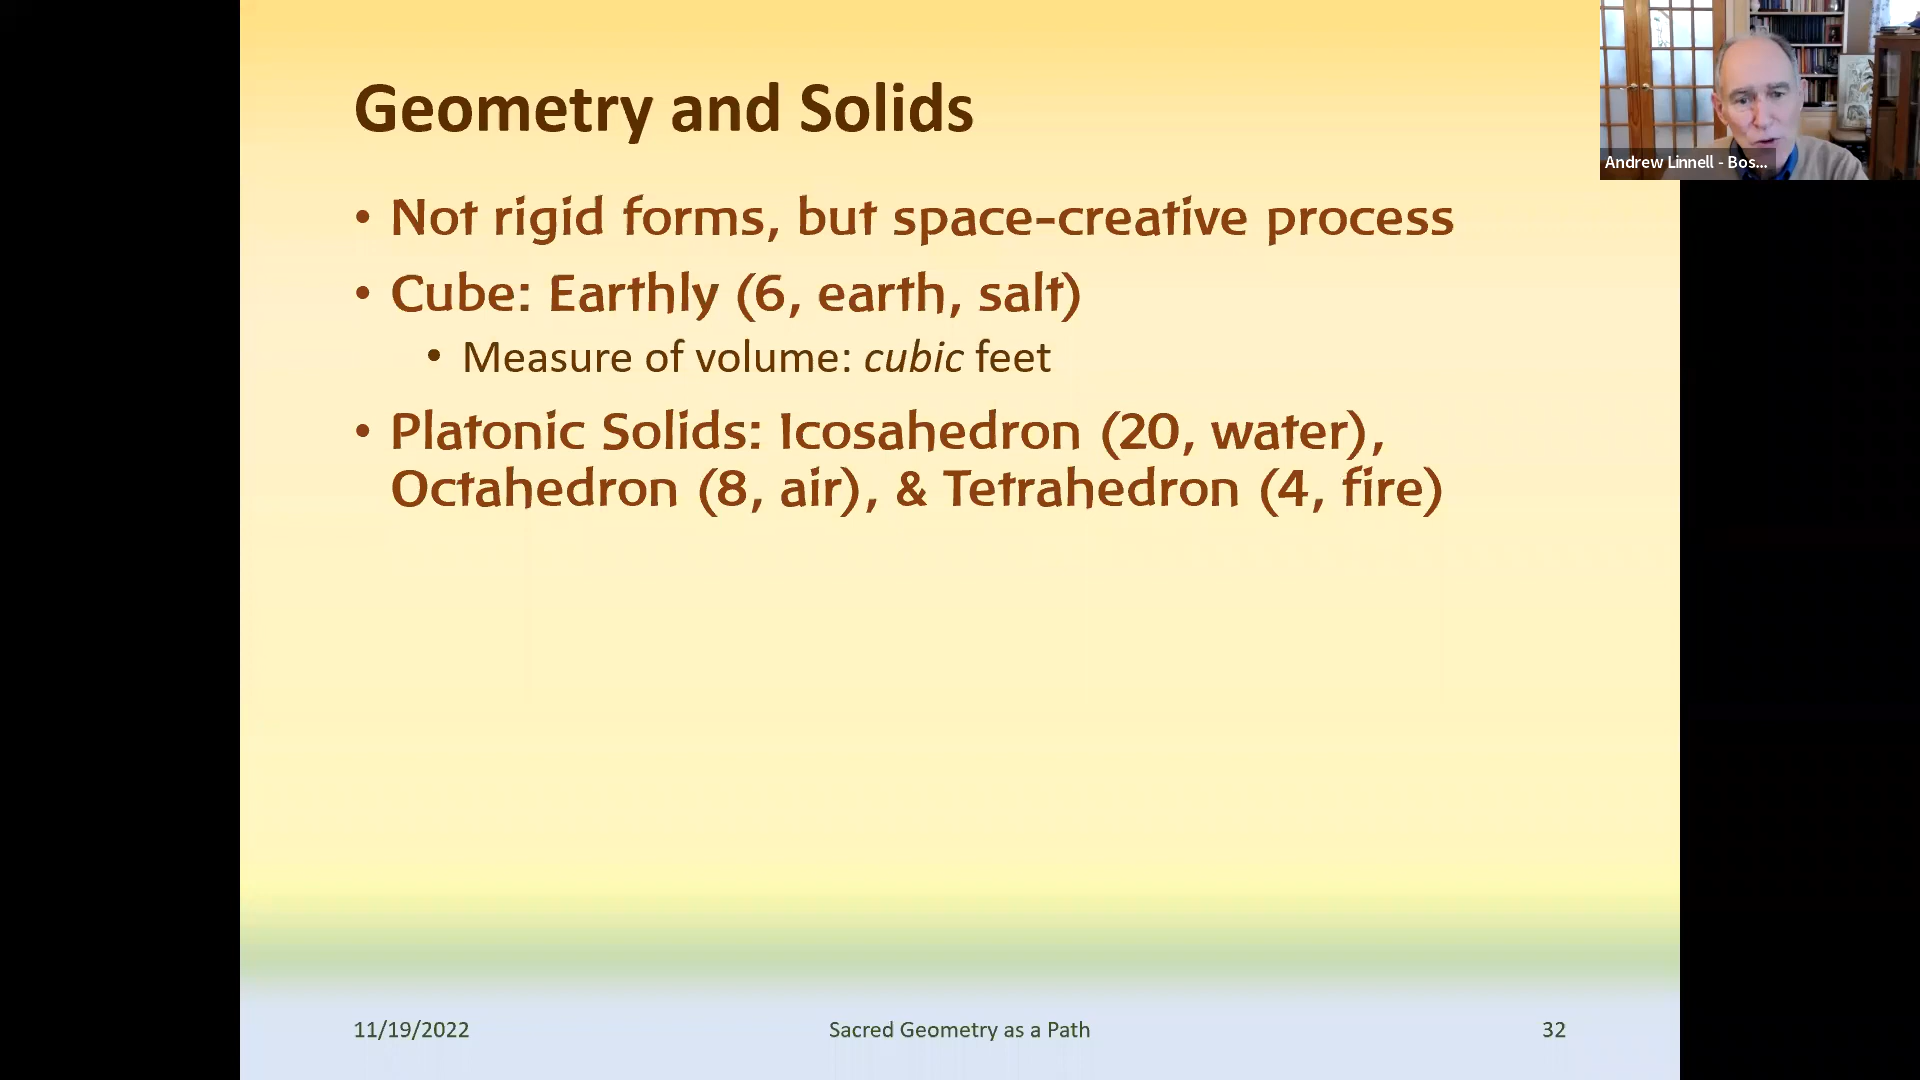 Geometry and Solids
• Not rigid forms, but space-creative process
• Cube: Earthly (6, earth, salt)
• Measure of volume: cubic feet
• Platonic Solids: Icosahedron (20, water),
Octahedron (8, air), & Tetrahedron (4, fire)
Andrew Linnell - Bos...
11/19/2022
Sacred Geometry as a Path
32